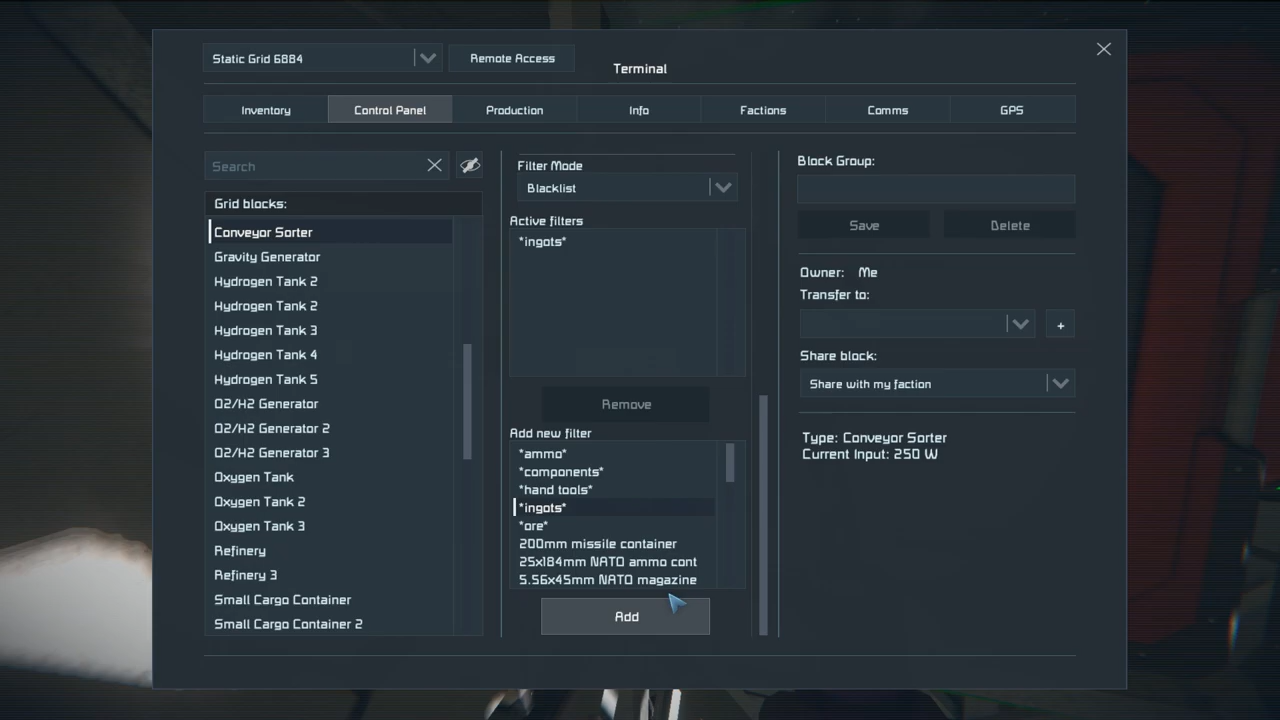 Static Grid 6884
Remote Access
Terminal
Inventory
Control Panel
Production
Info
Factions
Comms
GPS
Search
Grid blocks:
Conveyor Sorter
Gravity Generator
Hydrogen Tank 2
Hydrogen Tank 2
Hydrogen Tank 3
Hydrogen Tank 4
Hydrogen Tank 5
O2/H2 Generator
O2/H2 Generator 2
O2/H2 Generator 3
Oxygen Tank
Oxygen Tank 2
Oxygen Tank 3
Refinery
Refinery 3
Small Cargo Container
Small Cargo Container 2
Filter Mode
Blacklist
Active filters
*ingots*
Remove
Add new filter
*ammo*
*components*
*hand tools*
*ingots*
*ore*
200mm missile container
25x184mm NATO ammo cont
5.56x45mm NATO magazine
Add
Block Group:
Save
Delete
Owner: Me
Transfer to:
+
Share block:
Share with my faction
Type: Conveyor Sorter
Current Input: 250 W